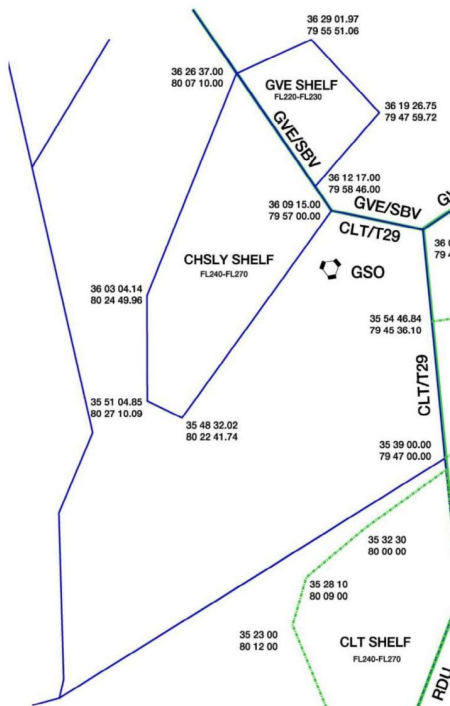 36 29 01.97
79 55 51.06
36 26 37.00
80 07 10.00
GVE SHELF
FL220-FL230
36 19 26.75
79 47 59.72
GVE/SBV
36 12 17.00
79 58 46.00
36 09 15.00
79 57 00.00
GVE/SBV
CLT/T29
GV
36 0
79 4
CHSLY SHELF
FL240-FL270
GSO
36 03 04.14
80 24 49.96
35 54 46.84
79 45 36.10
CLT/T29
35 51 04.85
80 27 10.09
35 48 32.02
80 22 41.74
35 39 00.00
79 47 00.00
35 32 30
80 00 00
35 28 10
80 09 00
35 23 00
80 12 00
CLT SHELF
FL240-FL270
RDU